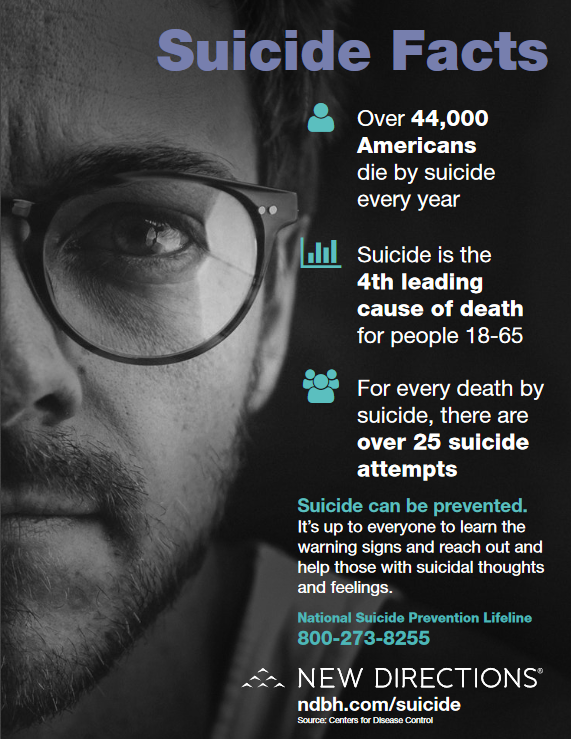 Suicide Facts
Over 44,000
Americans
die by suicide
every year
Suicide is the
4th leading
cause of death
for people 18-65
For every death by
suicide, there are
over 25 suicide
attempts
Suicide can be prevented.
It's up to everyone to learn the
warning signs and reach out and
help those with suicidal thoughts
and feelings.
National Suicide Prevention Lifeline
800-273-8255
NEW DIRECTIONS®
ndbh.com/suicide
Source: Centers for Disease Control